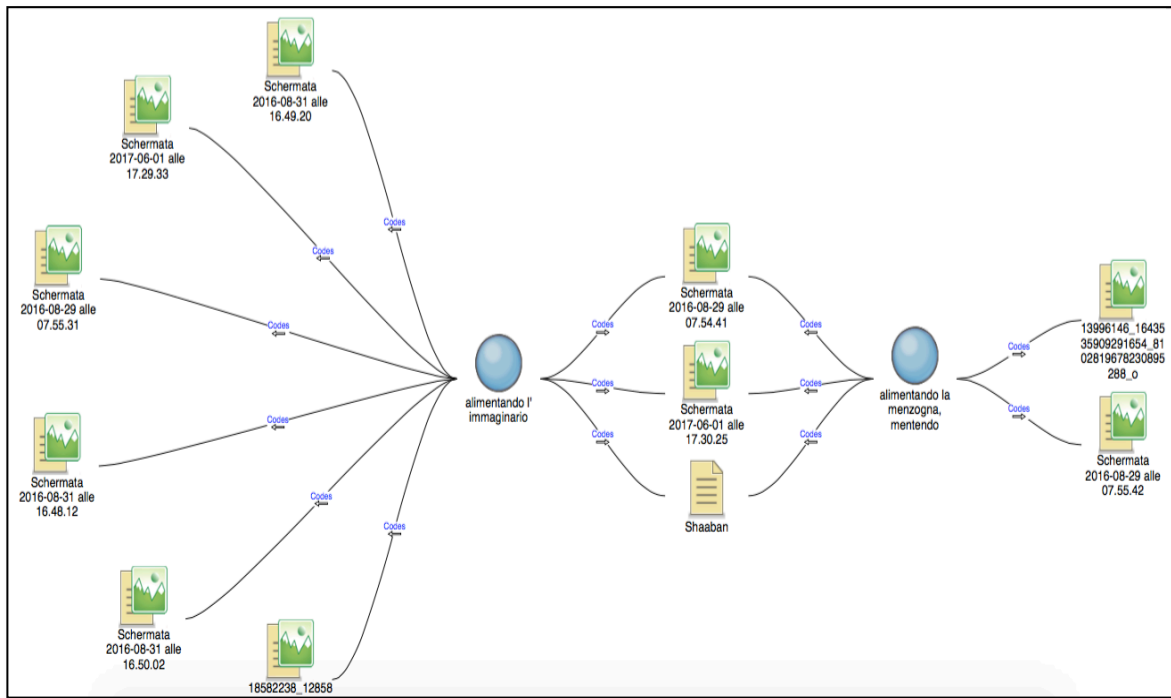 Schermata
2016-08-31 alle
16.49.20
Schermata
2017-06-01 alle
17.29.33
Schermata
2016-08-29 alle
07.55.31
Schermata
2016-08-31 alle
16.48.12
Schermata
2016-08-31 alle
16.50.02
18582238_12858
Codes
Codes
Codes
Codes
Codes
Codes
alimentando l'
immaginario
Codes
Codes
Codes
Schermata
2016-08-29 alle
07.54.41
Schermata
2017-06-01 alle
17.30.25
Shaaban
Codes
Codes
Codes
alimentando la
menzogna,
mentendo
Codes
Codes
13996146_16435
35909291654_81
02819678230895
288_o
Schermata
2016-08-29 alle
07.55.42